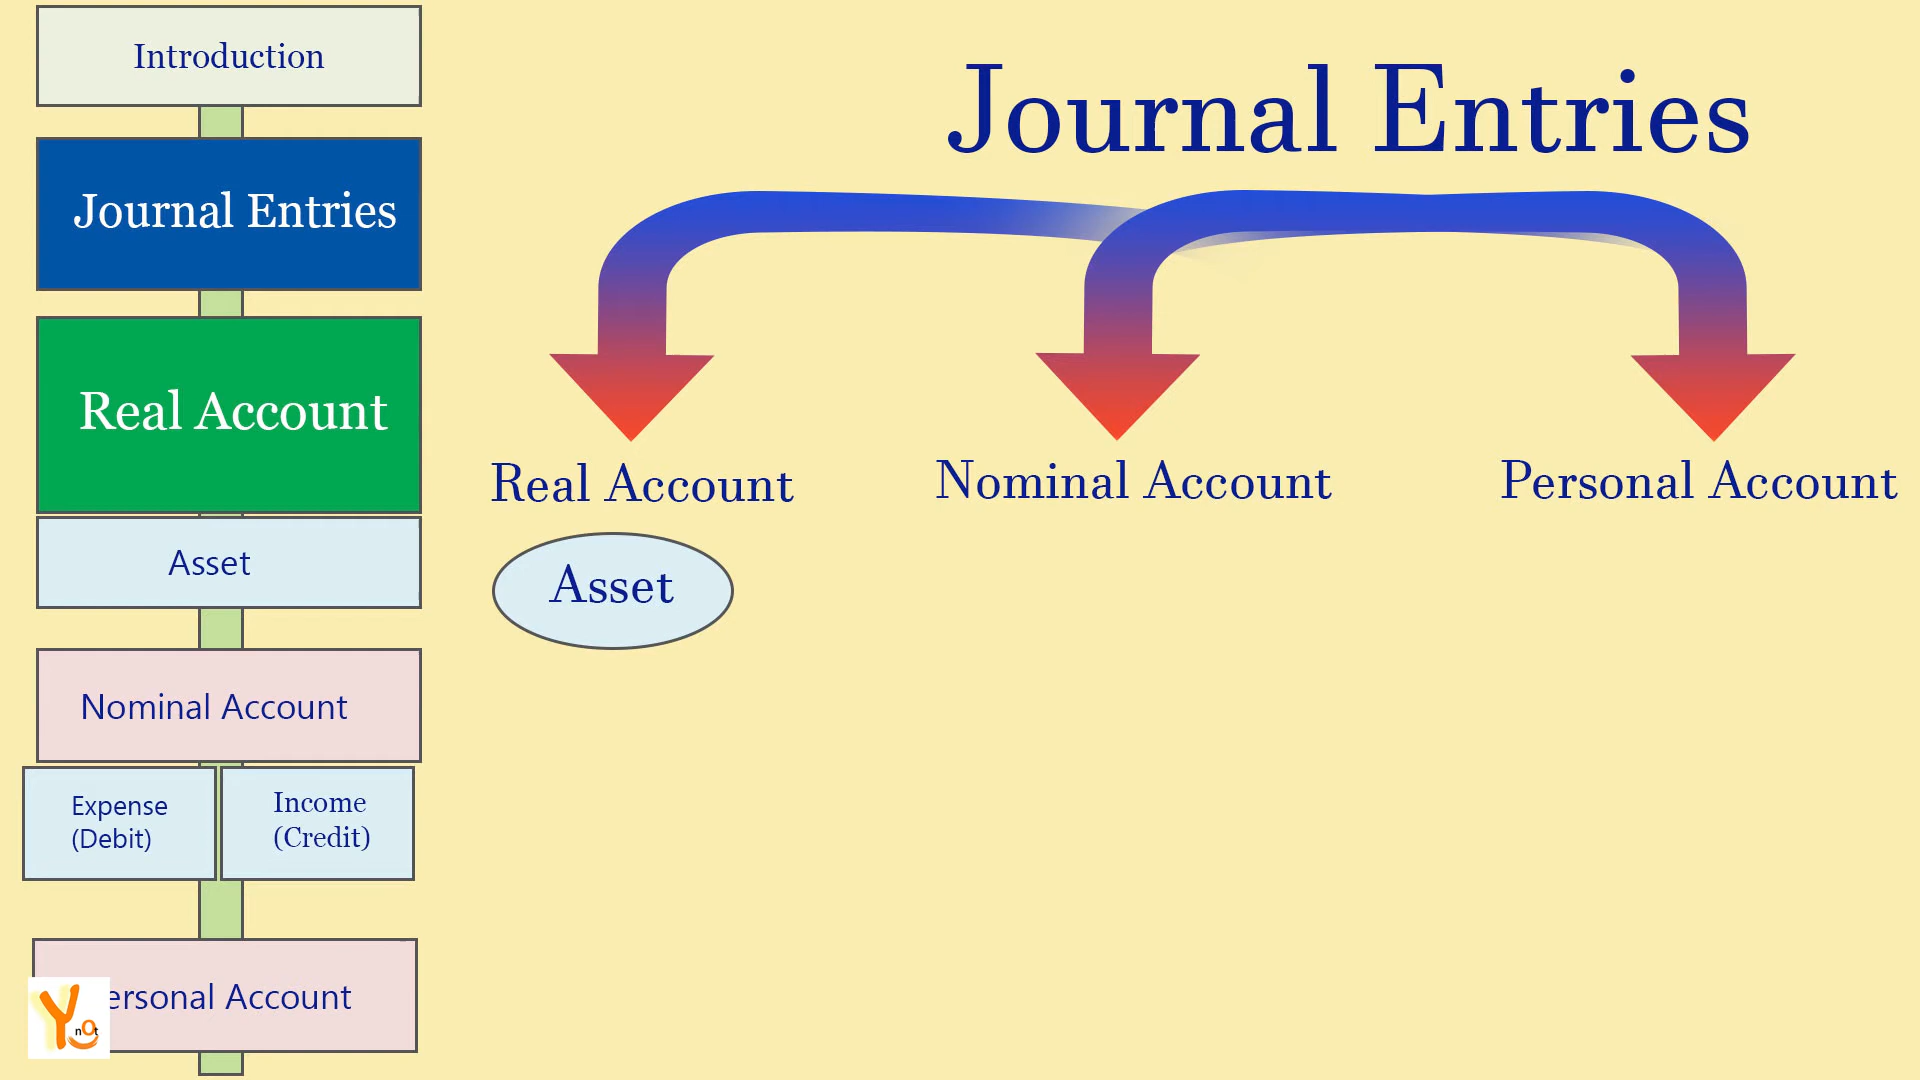 Introduction
Journal Entries
Real Account
Asset
Nominal Account
Expense
(Debit)
Income
(Credit)
ersonal Account
Y nOt
Journal Entries
Real Account
Nominal Account
Personal Account
Asset